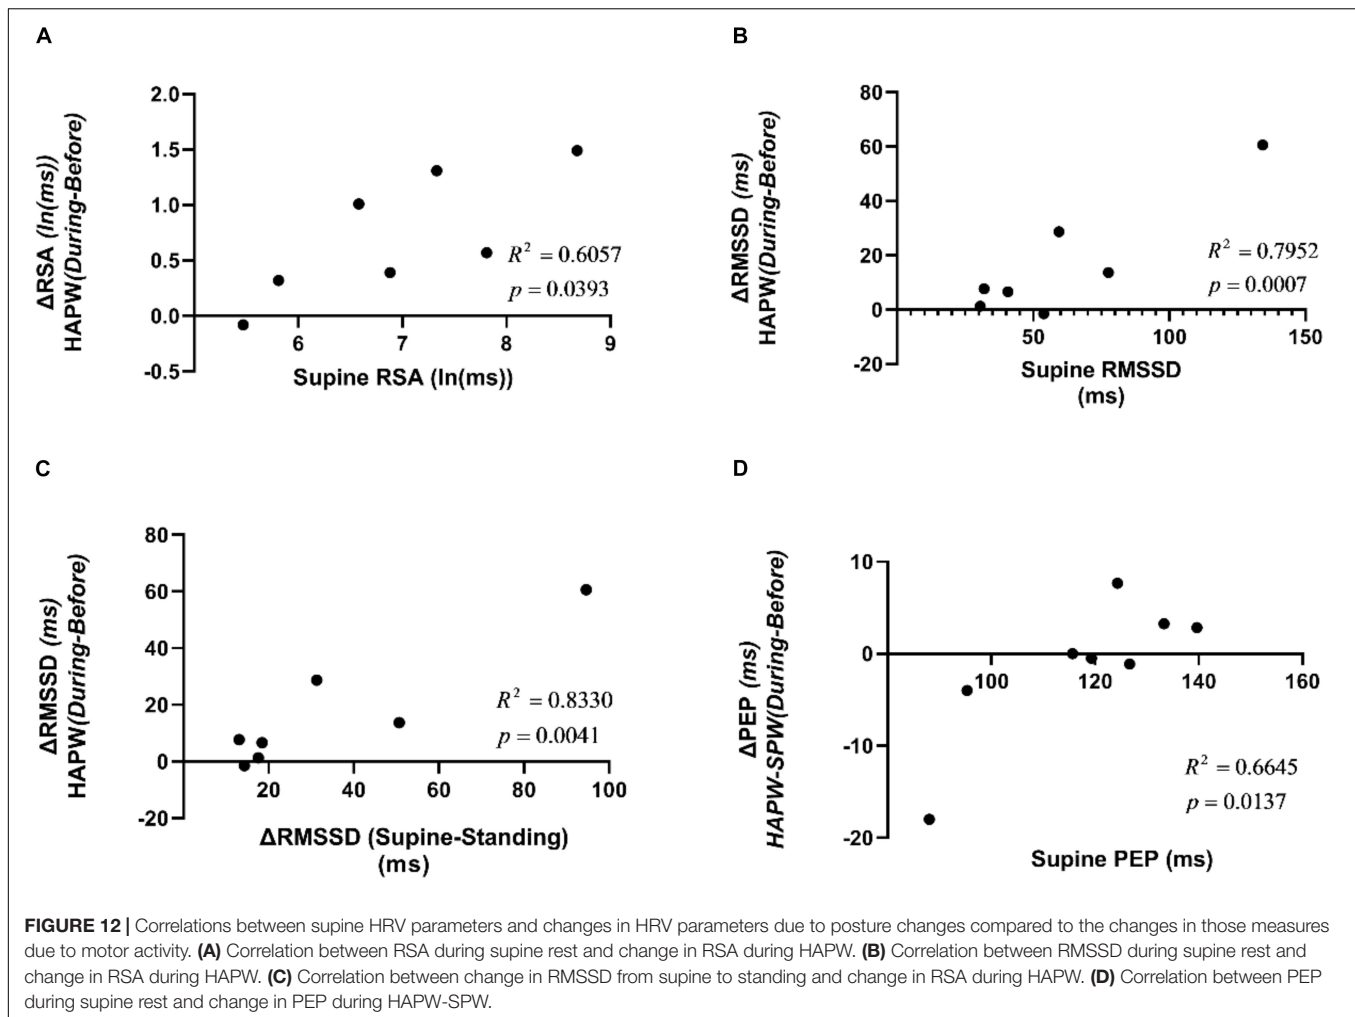 A
2.0
1.5
1.0
0.5
0.0
-0.5
ΔRSA (ln(ms))
HAPW(During-Before)
R² = 0.6057
p = 0.0393
6 7 8 9
Supine RSA (ln(ms))
B
80
60
40
20
0
-20
ΔRMSSD (ms)
HAPW(During-Before)
R² = 0.7952
p = 0.0007
50 100 150
Supine RMSSD
(ms)
C
80
60
40
20
0
-20
ΔRMSSD (ms)
HAPW(During-Before)
R² = 0.8330
p = 0.0041
20 40 60 80 100
ΔRMSSD (Supine-Standing)
(ms)
D
10
0
-10
-20
ΔPEP (ms)
HAPW-SPW(During-Before)
100 120 140 160
R² = 0.6645
p = 0.0137
Supine PEP (ms)
FIGURE 12 | Correlations between supine HRV parameters and changes in HRV parameters due to posture changes compared to the changes in those measures
due to motor activity. (A) Correlation between RSA during supine rest and change in RSA during HAPW. (B) Correlation between RMSSD during supine rest and
change in RSA during HAPW. (C) Correlation between change in RMSSD from supine to standing and change in RSA during HAPW. (D) Correlation between PEP
during supine rest and change in PEP during HAPW-SPW.